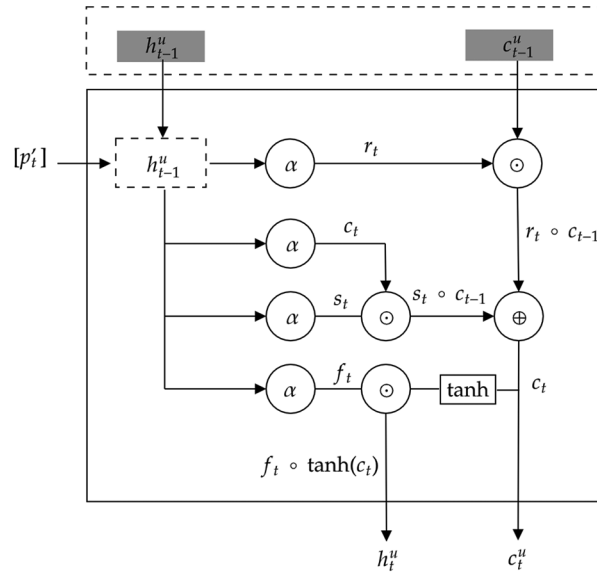 h^u_{t−1} c^u_{t−1}
[p′_t] h^u_{t−1} α r_t ⊙
α c_t r_t ∘ c_{t−1}
α s_t ⊙ s_t ∘ c_{t−1} ⊕
α f_t ⊙ tanh c_t
f_t ∘ tanh(c_t)
h^u_t c^u_t